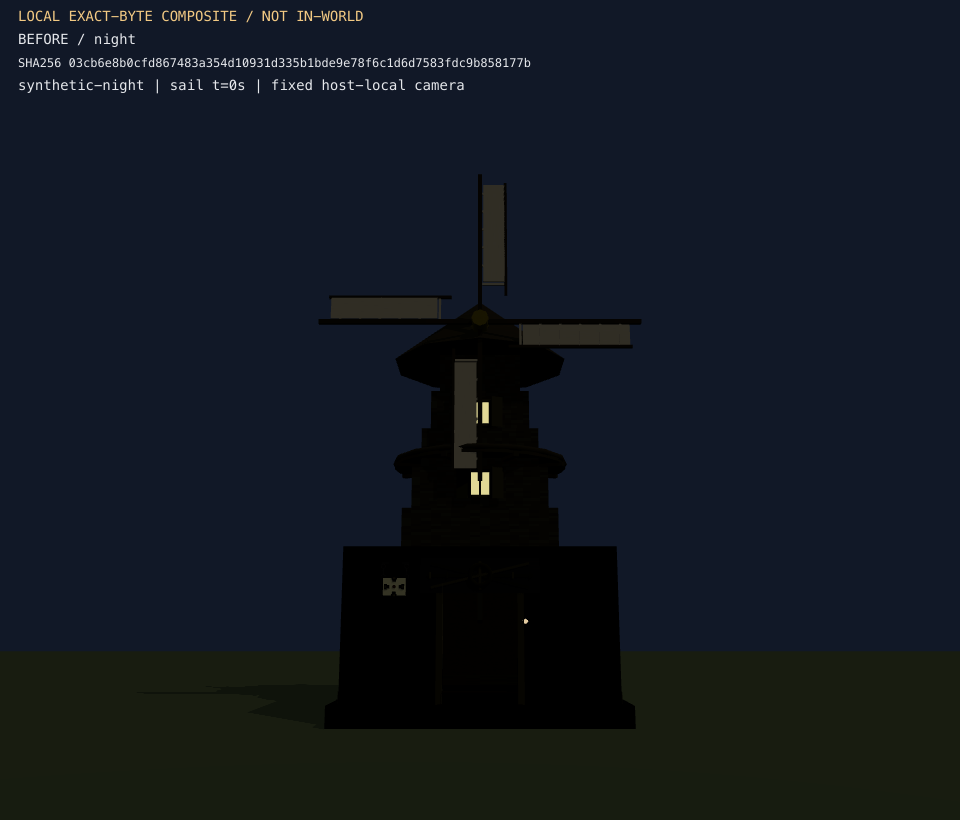 LOCAL EXACT-BYTE COMPOSITE / NOT IN-WORLD
BEFORE / night
SHA256 03cb6e8b0cfd867483a354d10931d335b1bde9e78f6c1d6d7583fdc9b858177b
synthetic-night | sail t=0s | fixed host-local camera